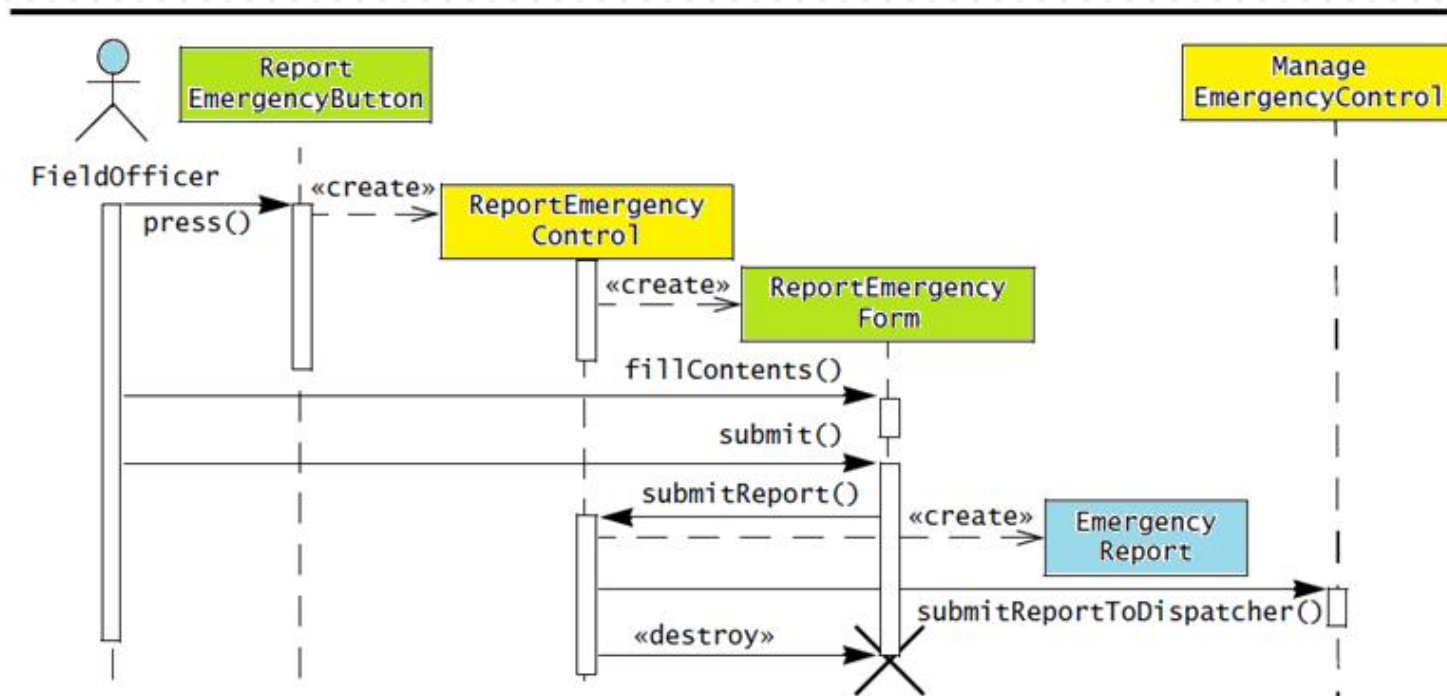 Report
EmergencyButton
Manage
EmergencyControl
FieldOfficer
«create»
press()
ReportEmergency
Control
«create»
ReportEmergency
Form
fillContents()
submit()
submitReport()
«create»
Emergency
Report
submitReportToDispatcher()
«destroy»